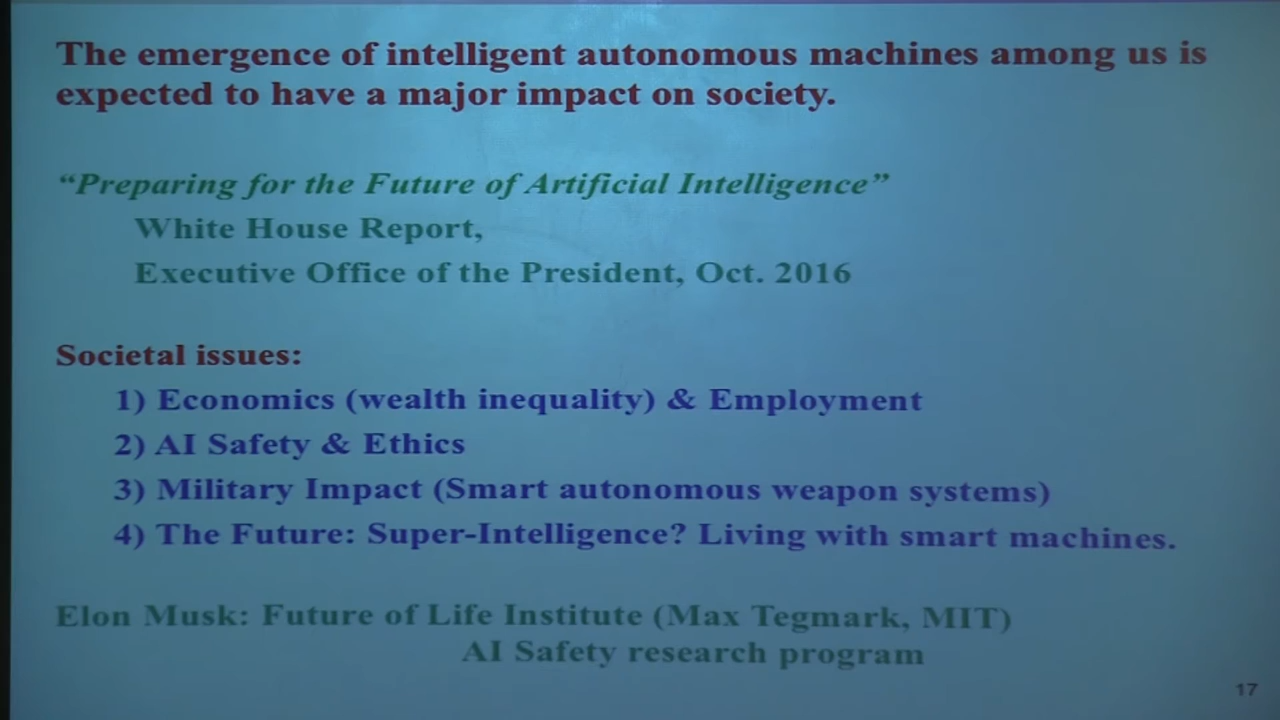 The emergence of intelligent autonomous machines among us is
expected to have a major impact on society.
“Preparing for the Future of Artificial Intelligence”
White House Report,
Executive Office of the President, Oct. 2016
Societal issues:
1) Economics (wealth inequality) & Employment
2) AI Safety & Ethics
3) Military Impact (Smart autonomous weapon systems)
4) The Future: Super-Intelligence? Living with smart machines.
Elon Musk: Future of Life Institute (Max Tegmark, MIT)
AI Safety research program
17